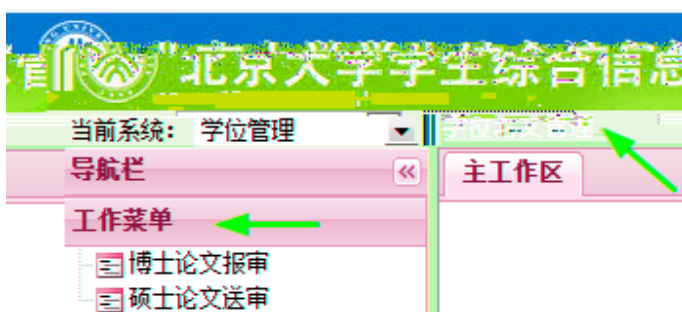 北京大学学生综合信息
当前系统： 学位管理
学位论文管理
导航栏
主工作区
工作菜单
博士论文报审
硕士论文送审